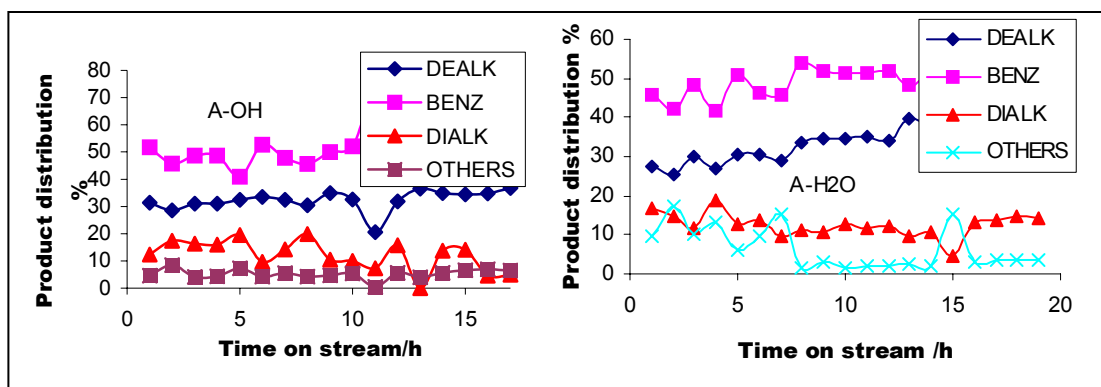 Product distribution
%
80
70
60
50
40
30
20
10
0
A-OH
DEALK
BENZ
DIALK
OTHERS
0
5
10
15
Time on stream/h
Product distribution %
60
50
40
30
20
10
0
DEALK
BENZ
DIALK
OTHERS
A-H2O
0
5
10
15
20
Time on stream /h